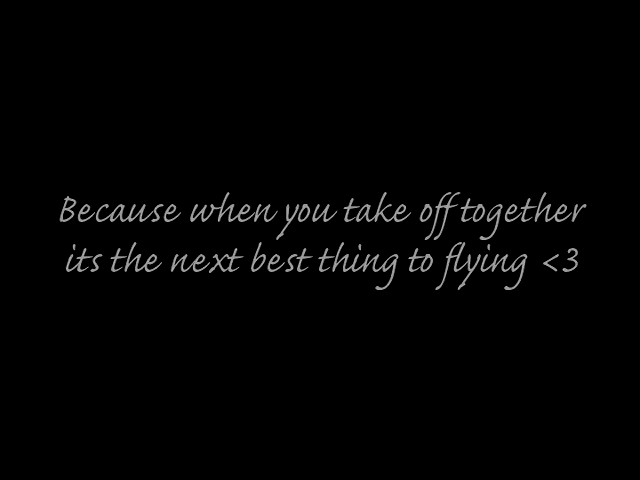 Because when you take off together
its the next best thing to flying <3